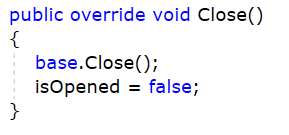 public override void Close()
{
base.Close();
isOpened = false;
}